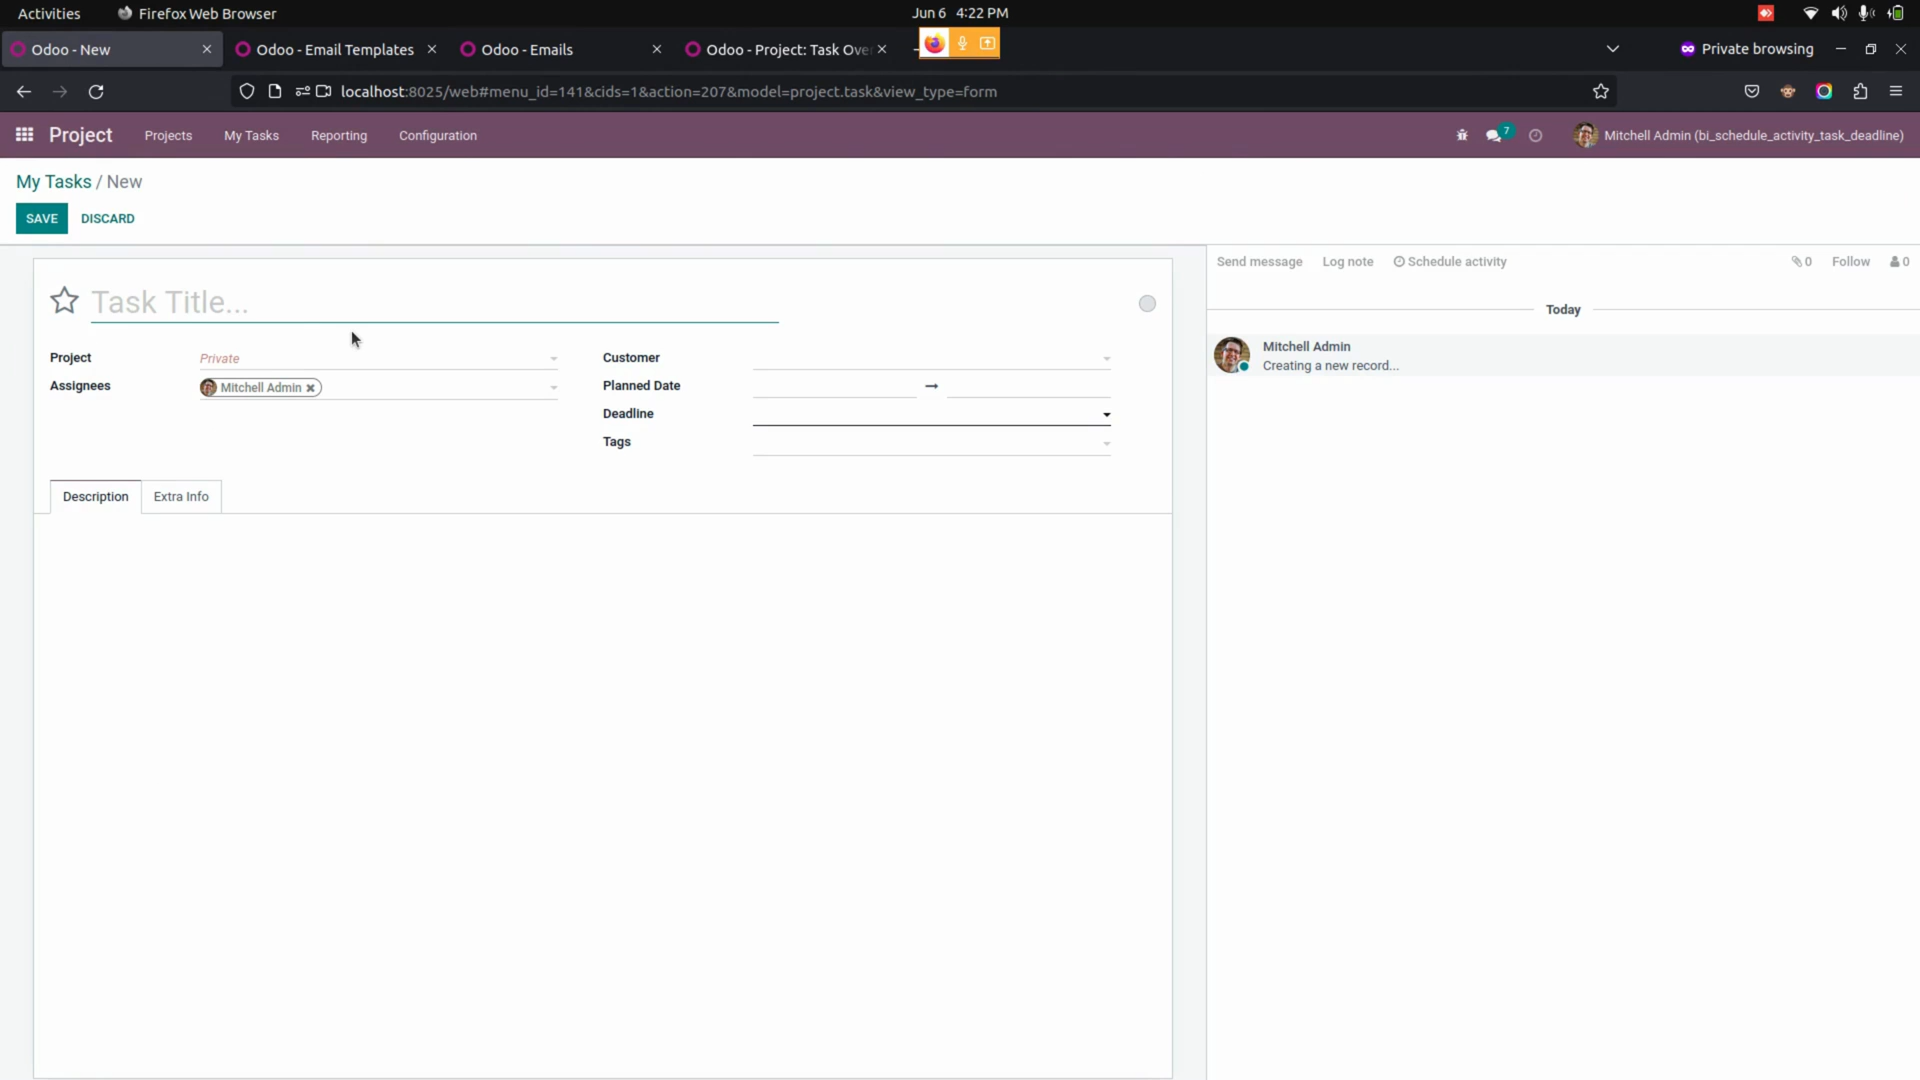 Activities Firefox Web Browser Jun 6 4:22 PM
Odoo - New Odoo - Email Templates Odoo - Emails Odoo - Project: Task Over Private browsing
localhost:8025/web#menu_id=141&cids=1&action=207&model=project.task&view_type=form
Project Projects My Tasks Reporting Configuration 7 Mitchell Admin (bi_schedule_activity_task_deadline)
My Tasks / New
SAVE DISCARD
Send message Log note Schedule activity 0 Follow 0
Task Title...
Today
Project Private Customer
Mitchell Admin
Creating a new record...
Assignees Mitchell Admin Planned Date
Deadline
Tags
Description Extra Info